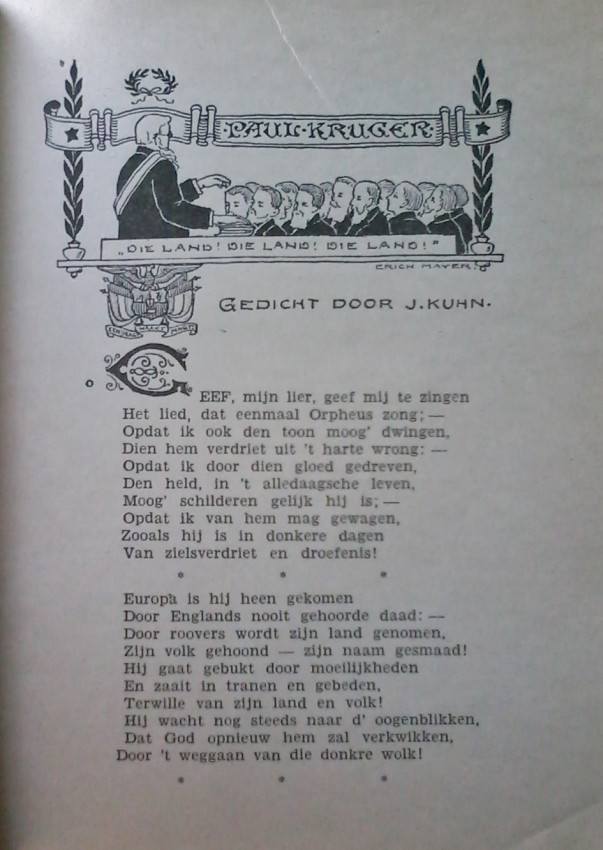 ·PAUL·KRUGER·
„DIE LAND! DIE LAND! DIE LAND!"
ERICH MAYER!
GEDICHT DOOR J. KUHN.
GEEF, mijn lier, geef mij te zingen
Het lied, dat eenmaal Orpheus zong; —
Opdat ik ook den toon moog' dwingen,
Dien hem verdriet uit 't harte wrong: —
Opdat ik door dien gloed gedreven,
Den held, in 't alledaagsche leven,
Moog' schilderen gelijk hij is; —
Opdat ik van hem mag gewagen,
Zooals hij is in donkere dagen
Van zielsverdriet en droefenis!
* * *
Europa is hij heen gekomen
Door Englands nooit gehoorde daad: —
Door roovers wordt zijn land genomen,
Zijn volk gehoond — zijn naam gesmaad!
Hij gaat gebukt door moeilijkheden
En zaait in tranen en gebeden,
Terwille van zijn land en volk!
Hij wacht nog steeds naar d' oogenblikken,
Dat God opnieuw hem zal verkwikken,
Door 't weggaan van die donkre wolk!
* * *